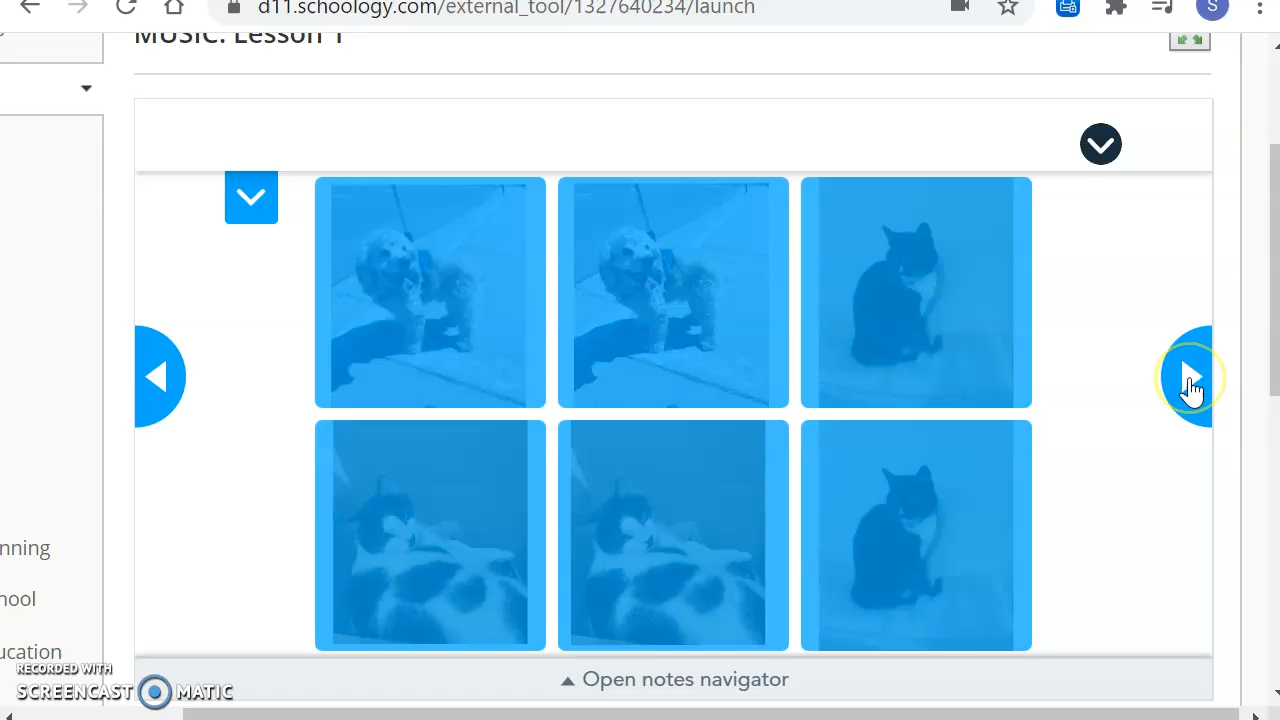 d11.schoology.com/external_tool/1327640234/launch
S
MUSIC: Lesson 1
nning
hool
ucation
Open notes navigator
RECORDED WITH
SCREENCAST MATIC